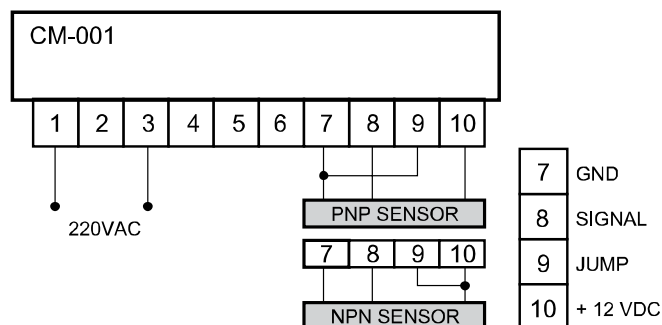 CM-001
1 2 3 4 5 6 7 8 9 10
220VAC
PNP SENSOR
7 8 9 10
NPN SENSOR
7 GND
8 SIGNAL
9 JUMP
10 + 12 VDC